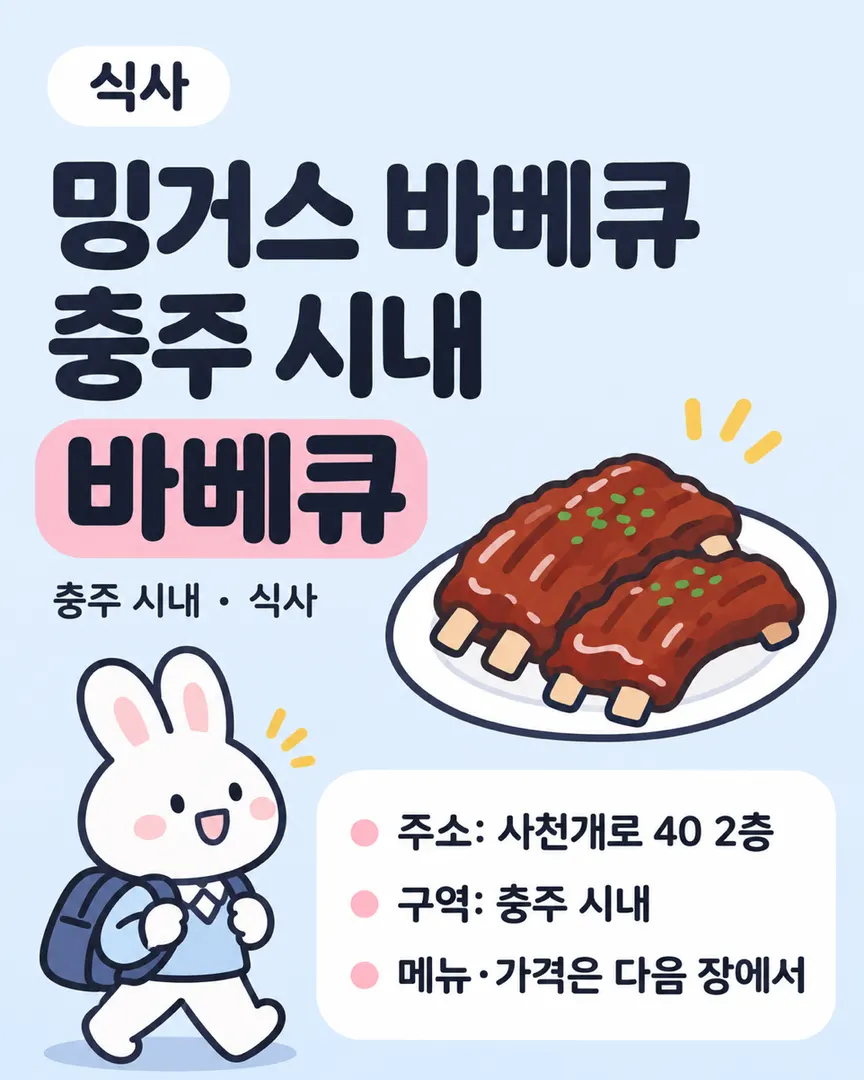 식사
밍거스 바베큐
충주 시내
바베큐
충주 시내 · 식사
주소: 사천개로 40 2층
구역: 충주 시내
메뉴·가격은 다음 장에서